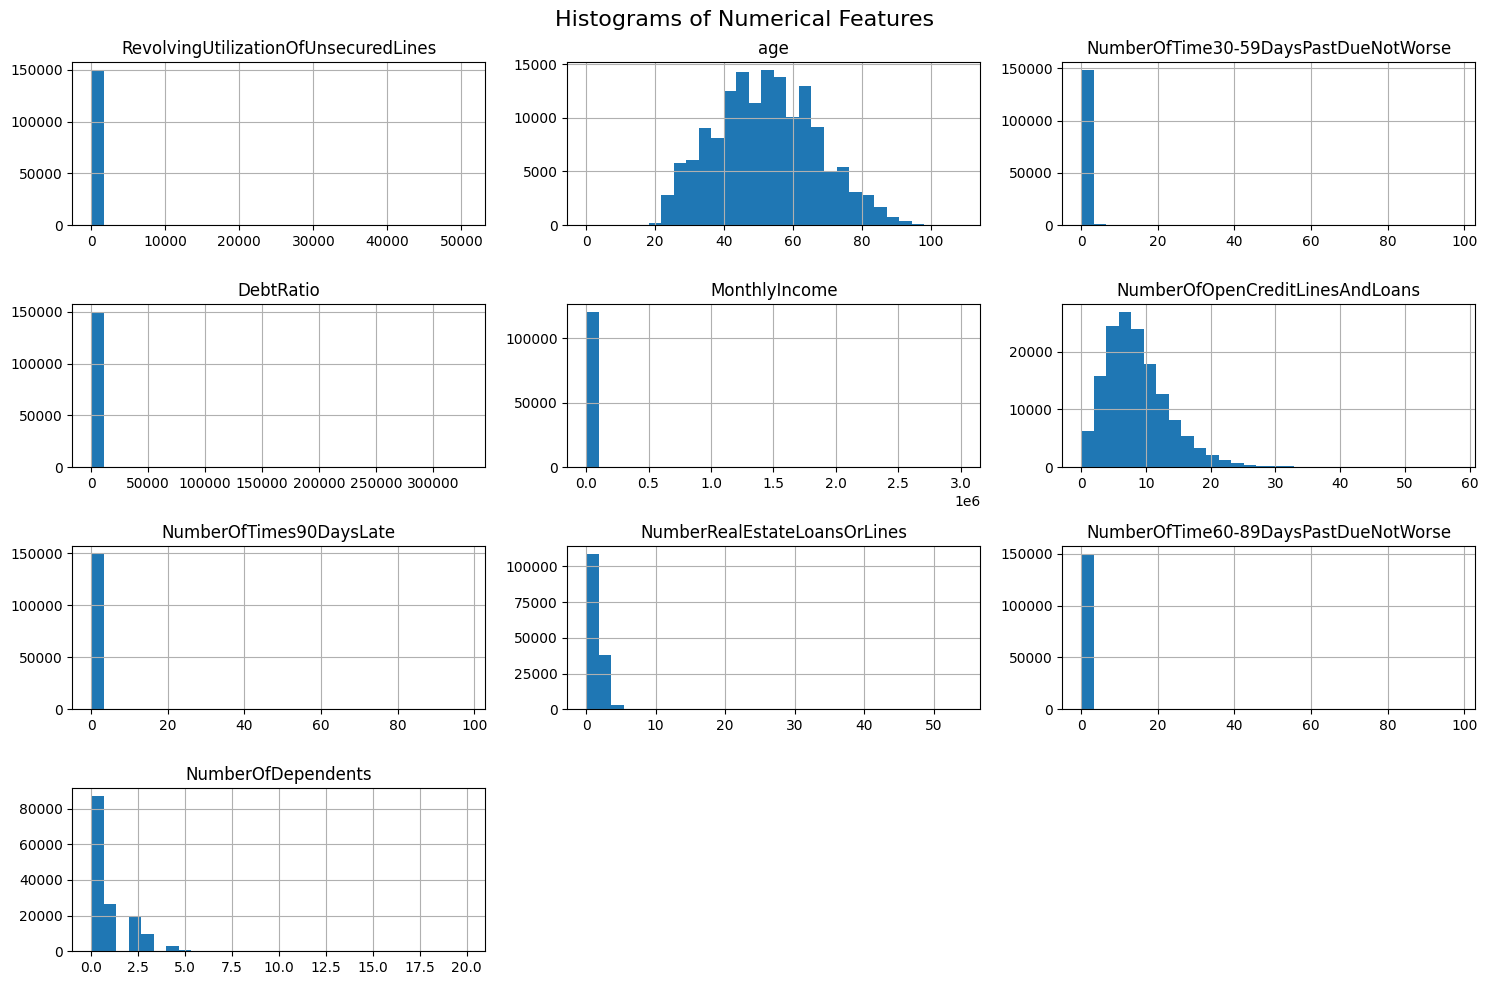 Histograms of Numerical Features
RevolvingUtilizationOfUnsecuredLines
150000
100000
50000
0
0 10000 20000 30000 40000 50000
age
15000
10000
5000
0
0 20 40 60 80 100
NumberOfTime30-59DaysPastDueNotWorse
150000
100000
50000
0
0 20 40 60 80 100
DebtRatio
150000
100000
50000
0
0 50000 100000 150000 200000 250000 300000
MonthlyIncome
100000
50000
0
0.0 0.5 1.0 1.5 2.0 2.5 3.0
1e6
NumberOfOpenCreditLinesAndLoans
20000
10000
0
0 10 20 30 40 50 60
NumberOfTimes90DaysLate
150000
100000
50000
0
0 20 40 60 80 100
NumberRealEstateLoansOrLines
100000
75000
50000
25000
0
0 10 20 30 40 50
NumberOfTime60-89DaysPastDueNotWorse
150000
100000
50000
0
0 20 40 60 80 100
NumberOfDependents
80000
60000
40000
20000
0
0.0 2.5 5.0 7.5 10.0 12.5 15.0 17.5 20.0